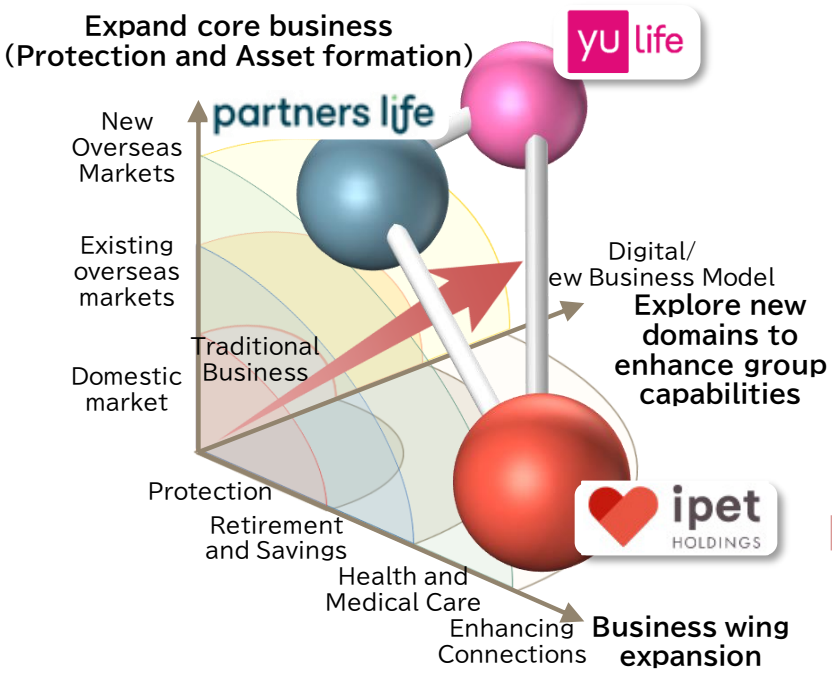 Expand core business
(Protection and Asset formation)
yu life
partners life
New
Overseas
Markets
Existing
overseas
markets
Domestic
market
Traditional
Business
Digital/
ew Business Model
Explore new
domains to
enhance group
capabilities
Protection
Retirement
and Savings
Health and
Medical Care
Enhancing
Connections
Business wing
expansion
ipet
HOLDINGS